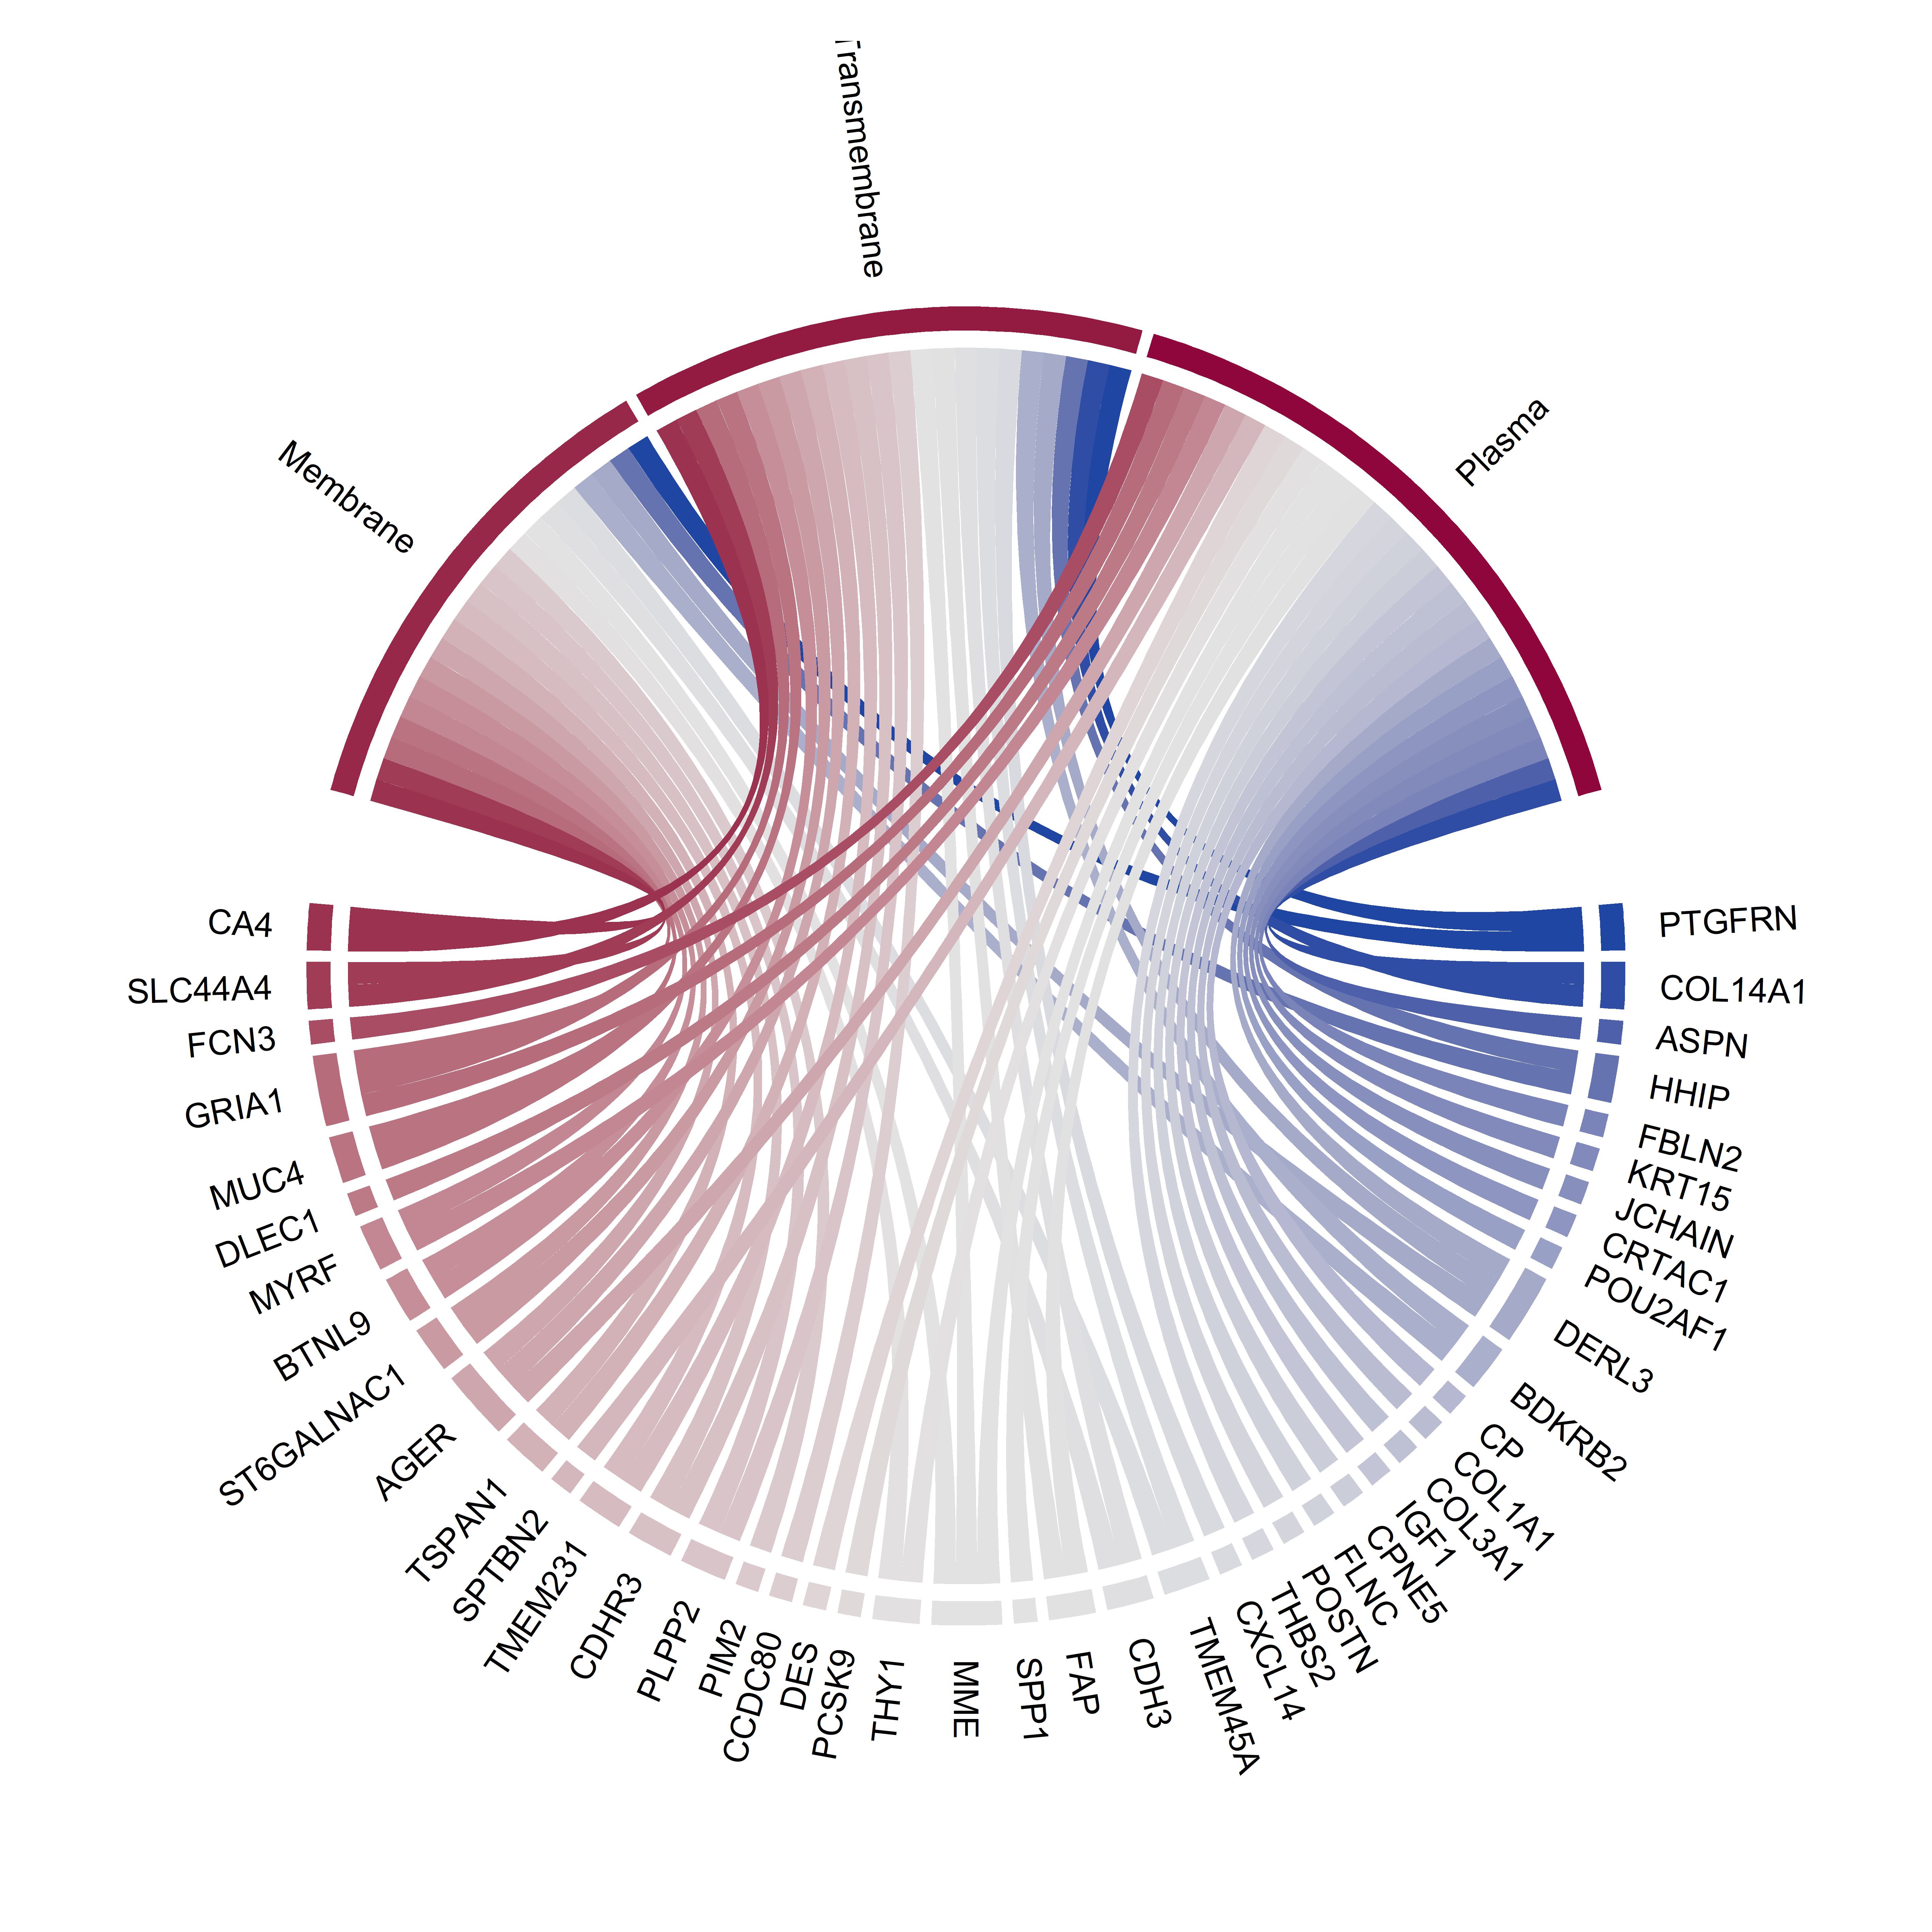 Transmembrane
Membrane
Plasma
CA4
SLC44A4
FCN3
GRIA1
MUC4
DLEC1
MYRF
BTNL9
ST6GALNAC1
AGER
TSPAN1
SPTBN2
TMEM231
CDHR3
PLPP2
PIM2
CCDC80
DES
PCSK9
THY1
MME
SPP1
FAP
CDH3
TMEM45A
CXCL14
THBS2
POSTN
FLNC
CPNE5
IGF1
COL3A1
COL1A1
CP
BDKRB2
DERL3
POU2AF1
CRTAC1
JCHAIN
KRT15
FBLN2
HHIP
ASPN
COL14A1
PTGFRN